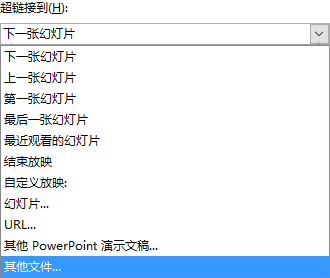 超链接到(H):
下一张幻灯片
下一张幻灯片
上一张幻灯片
第一张幻灯片
最后一张幻灯片
最近观看的幻灯片
结束放映
自定义放映:
幻灯片...
URL...
其他 PowerPoint 演示文稿...
其他文件...